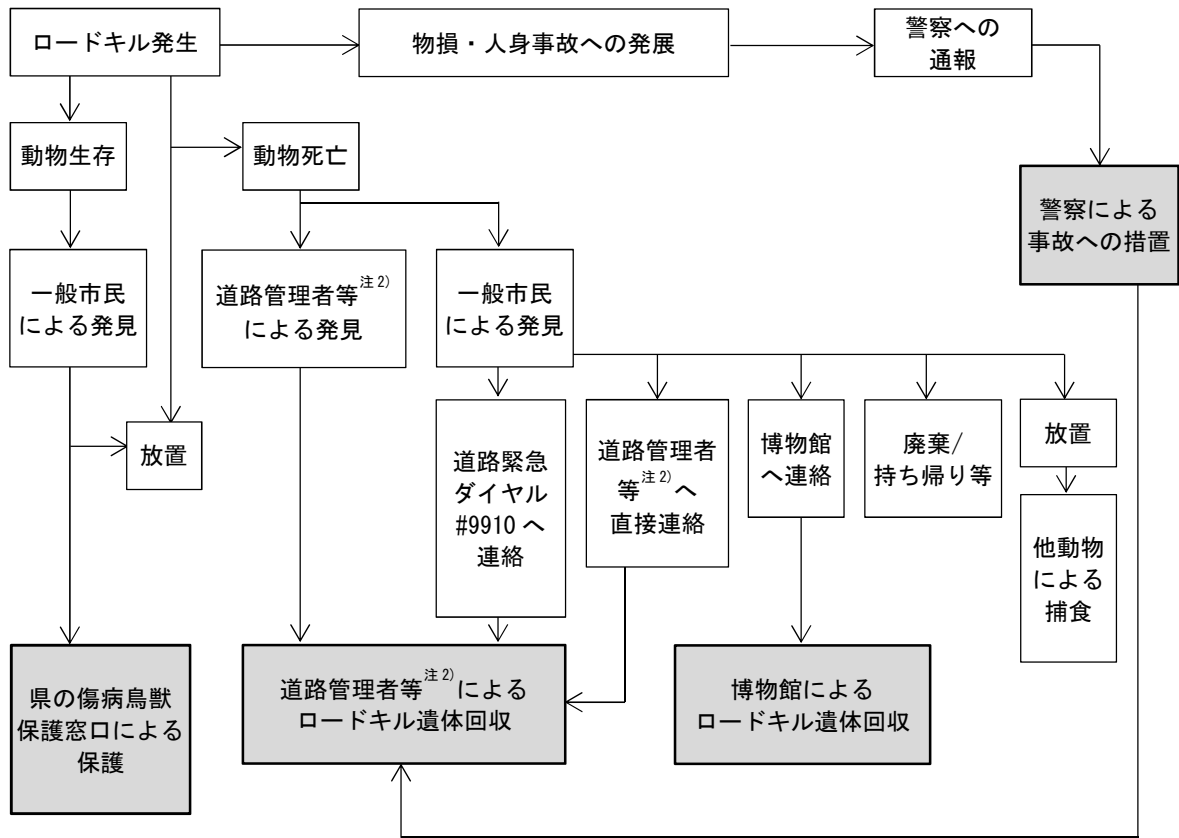 ロードキル発生
物損・人身事故への発展
警察への
通報
動物生存
動物死亡
警察による
事故への措置
一般市民
による発見
道路管理者等注2)
による発見
一般市民
による発見
放置
道路緊急
ダイヤル
#9910 へ
連絡
道路管理者
等注2)へ
直接連絡
博物館
へ連絡
廃棄/
持ち帰り等
放置
他動物
による
捕食
県の傷病鳥獣
保護窓口による
保護
道路管理者等注2)による
ロードキル遺体回収
博物館による
ロードキル遺体回収